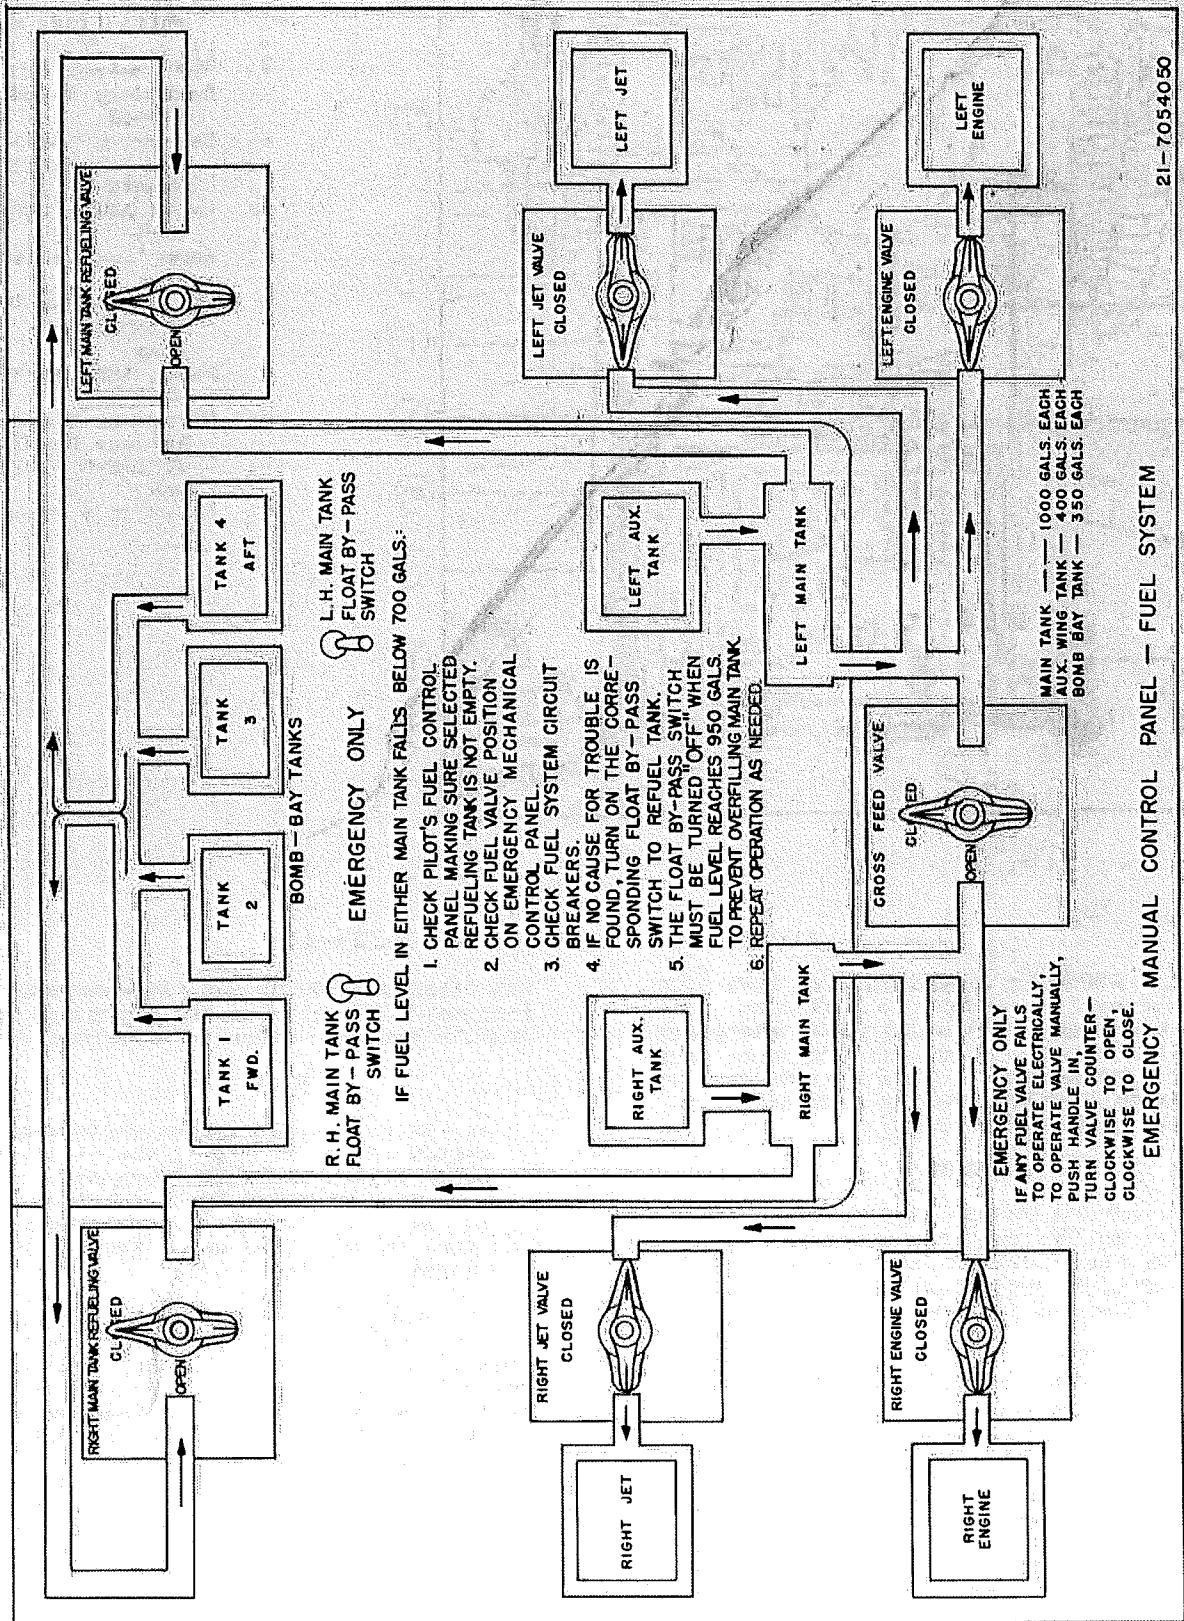 RIGHT MAIN TANK REFUELING VALVE
CLOSED
OPEN
TANK 1
FWD.
TANK
2
TANK
3
TANK 4
AFT
BOMB-BAY TANKS
LEFT MAIN TANK REFUELING VALVE
CLOSED
OPEN
R.H. MAIN TANK
FLOAT BY-PASS
SWITCH
EMERGENCY ONLY
L.H. MAIN TANK
FLOAT BY-PASS
SWITCH
IF FUEL LEVEL IN EITHER MAIN TANK FALLS BELOW 700 GALS.:
1. CHECK PILOT'S FUEL CONTROL
PANEL MAKING SURE SELECTED
REFUELING TANK IS NOT EMPTY.
2. CHECK FUEL VALVE POSITION
ON EMERGENCY MECHANICAL
CONTROL PANEL.
3. CHECK FUEL SYSTEM CIRCUIT
BREAKERS.
4. IF NO CAUSE FOR TROUBLE IS
FOUND, TURN ON THE CORRE-
SPONDING FLOAT BY-PASS
SWITCH TO REFUEL TANK.
5. THE FLOAT BY-PASS SWITCH
MUST BE TURNED "OFF" WHEN
FUEL LEVEL REACHES 950 GALS.
TO PREVENT OVERFILLING MAIN TANK.
6. REPEAT OPERATION AS NEEDED.
RIGHT JET
RIGHT JET VALVE
CLOSED
RIGHT AUX.
TANK
LEFT AUX.
TANK
LEFT JET VALVE
CLOSED
LEFT JET
RIGHT MAIN TANK
LEFT MAIN TANK
RIGHT
ENGINE
RIGHT ENGINE VALVE
CLOSED
CROSS FEED VALVE
CLOSED
OPEN
LEFT ENGINE VALVE
CLOSED
LEFT
ENGINE
EMERGENCY ONLY
IF ANY FUEL VALVE FAILS
TO OPERATE ELECTRICALLY,
TO OPERATE VALVE MANUALLY,
PUSH HANDLE IN,
TURN VALVE COUNTER-
CLOCKWISE TO OPEN,
CLOCKWISE TO CLOSE.
MAIN TANK — 1000 GALS. EACH
AUX. WING TANK — 400 GALS. EACH
BOMB BAY TANK — 350 GALS. EACH
EMERGENCY MANUAL CONTROL PANEL — FUEL SYSTEM
21-7054050